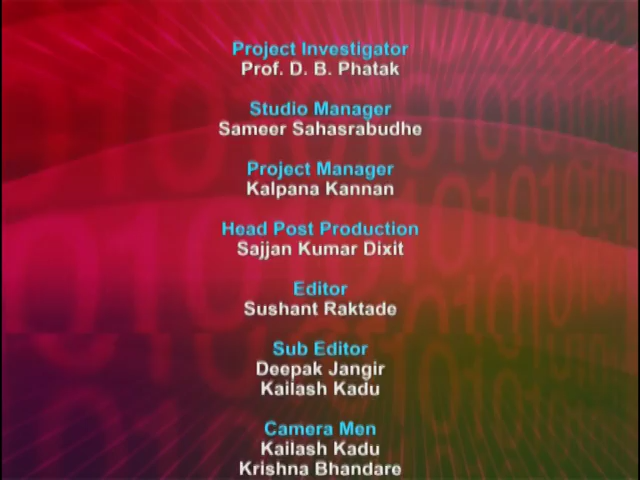 Project Investigator
Prof. D. B. Phatak
Studio Manager
Sameer Sahasrabudhe
Project Manager
Kalpana Kannan
Head Post Production
Sajjan Kumar Dixit
Editor
Sushant Raktade
Sub Editor
Deepak Jangir
Kailash Kadu
Camera Men
Kailash Kadu
Krishna Bhandare